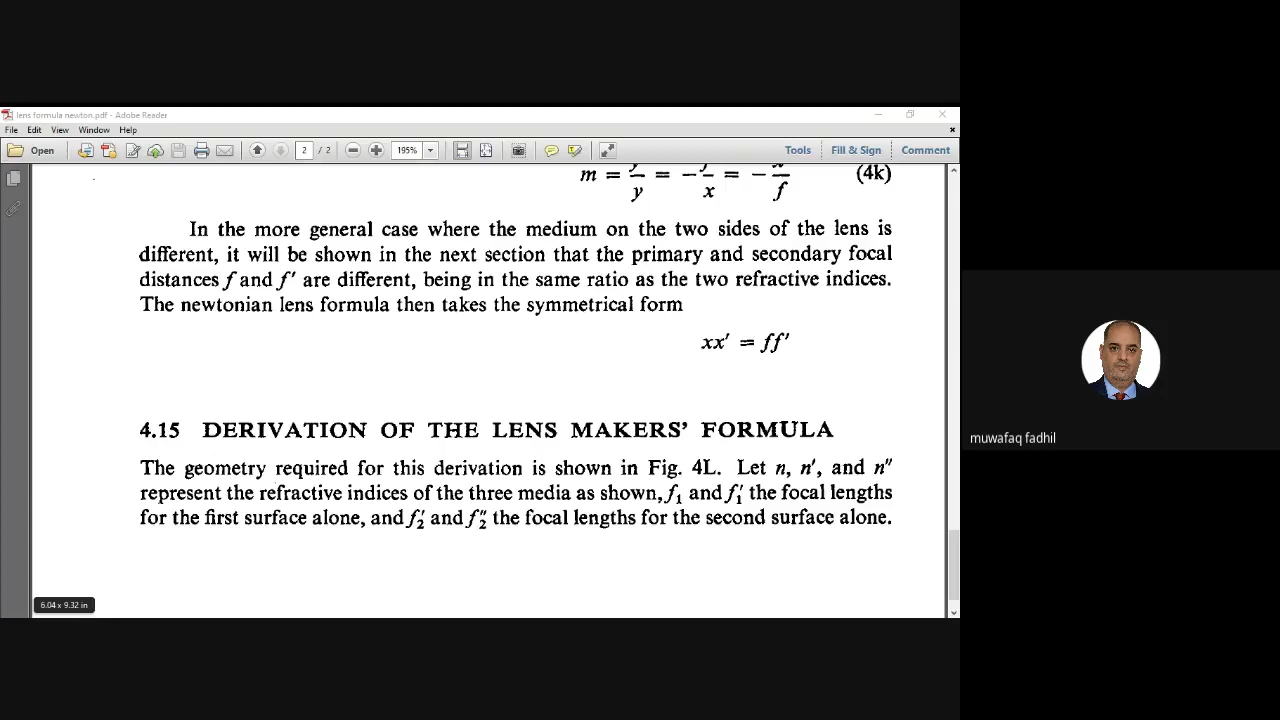 lens formula newton.pdf - Adobe Reader
File Edit View Window Help
Open 2 / 2 195% Tools Fill & Sign Comment
m = — = − — = − — (4k)
y x f
In the more general case where the medium on the two sides of the lens is
different, it will be shown in the next section that the primary and secondary focal
distances f and f′ are different, being in the same ratio as the two refractive indices.
The newtonian lens formula then takes the symmetrical form
xx′ = ff′
4.15 DERIVATION OF THE LENS MAKERS' FORMULA
The geometry required for this derivation is shown in Fig. 4L. Let n, n′, and n″
represent the refractive indices of the three media as shown, f₁ and f₁′ the focal lengths
for the first surface alone, and f₂′ and f₂″ the focal lengths for the second surface alone.
6.04 x 9.32 in
muwafaq fadhil